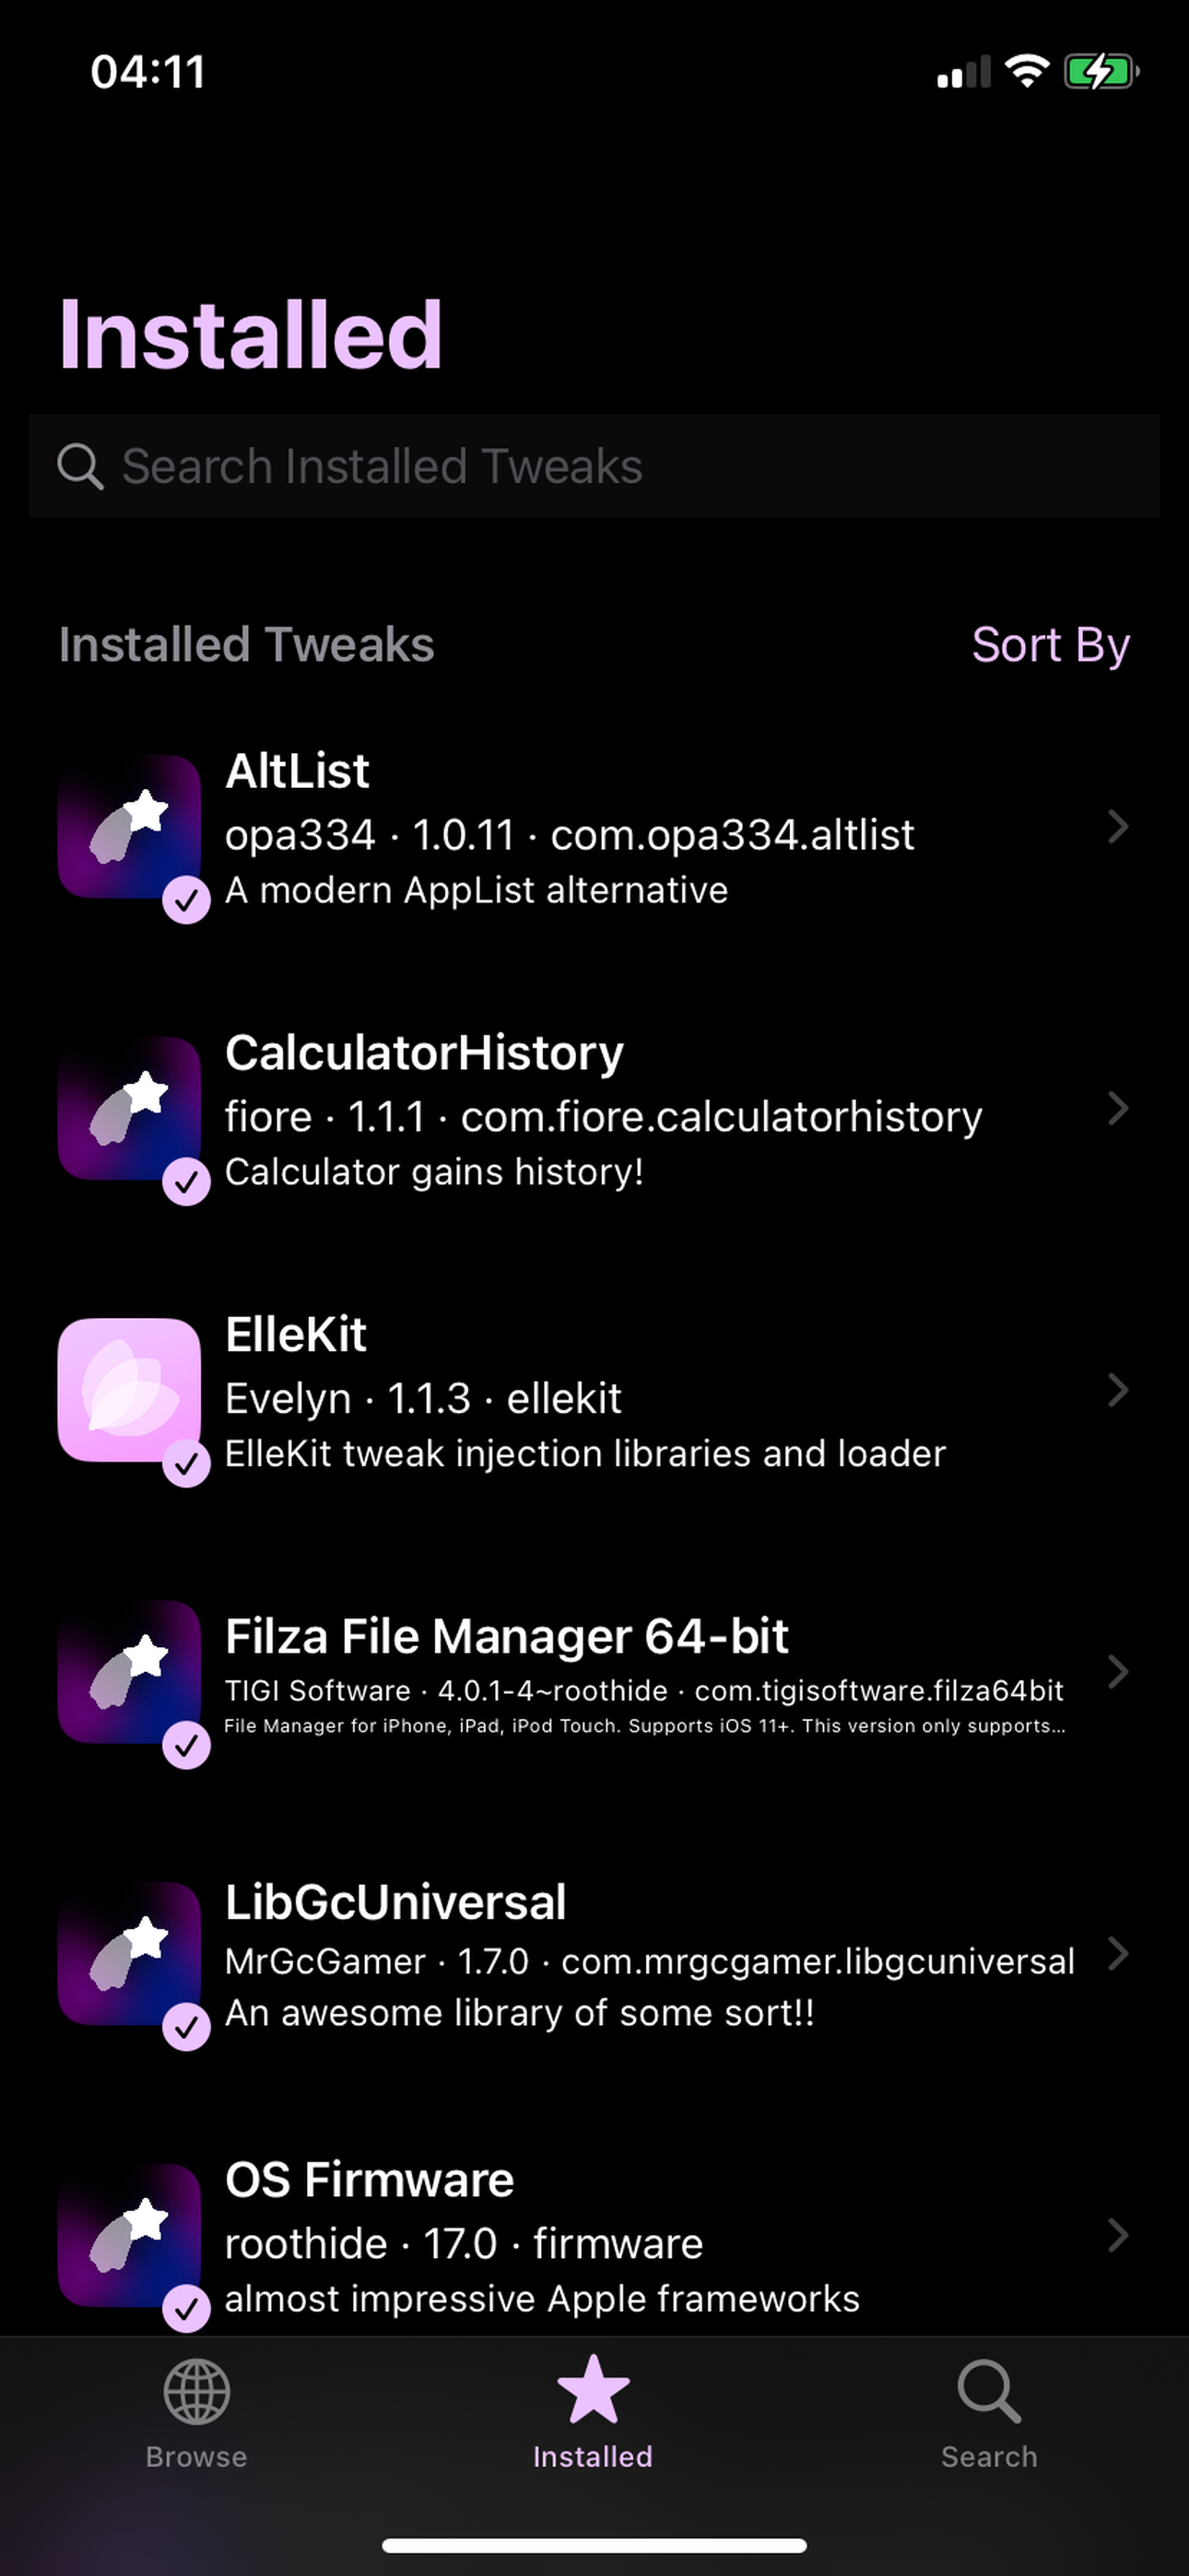 04:11
Installed
Search Installed Tweaks
Installed Tweaks
Sort By
AltList
opa334 · 1.0.11 · com.opa334.altlist
A modern AppList alternative
CalculatorHistory
fiore · 1.1.1 · com.fiore.calculatorhistory
Calculator gains history!
ElleKit
Evelyn · 1.1.3 · ellekit
ElleKit tweak injection libraries and loader
Filza File Manager 64-bit
TIGI Software · 4.0.1-4~roothide · com.tigisoftware.filza64bit
File Manager for iPhone, iPad, iPod Touch. Supports iOS 11+. This version only supports...
LibGcUniversal
MrGcGamer · 1.7.0 · com.mrgcgamer.libgcuniversal
An awesome library of some sort!!
OS Firmware
roothide · 17.0 · firmware
almost impressive Apple frameworks
Browse
Installed
Search